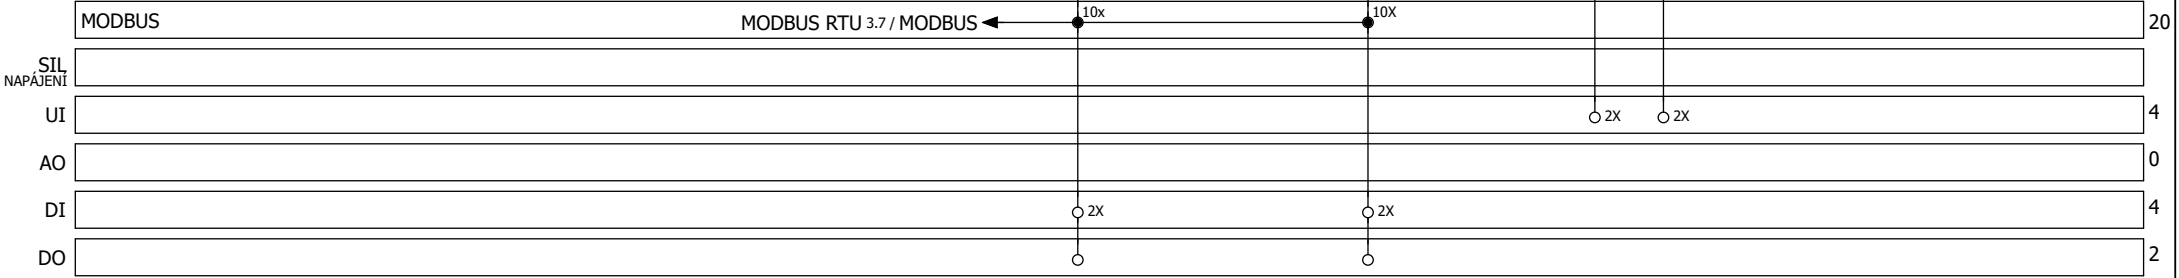 10x 10X
MODBUS MODBUS RTU 3.7 / MODBUS 20
SIL
NAPÁJENÍ
UI 2X 2X 4
AO 0
DI 2X 2X 4
DO 2